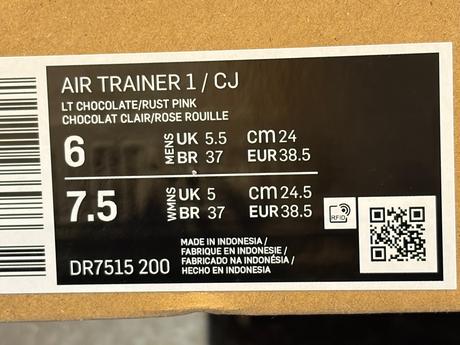 AIR TRAINER 1 / CJ
LT CHOCOLATE/RUST PINK
CHOCOLAT CLAIR/ROSE ROUILLE
6 MENS UK 5.5 cm 24
BR 37 EUR 38.5
7.5 WMNS UK 5 cm 24.5
BR 37 EUR 38.5
RFID
MADE IN INDONESIA /
FABRIQUE EN INDONESIE /
FABRICADO NA INDONÉSIA /
DR7515 200 HECHO EN INDONESIA